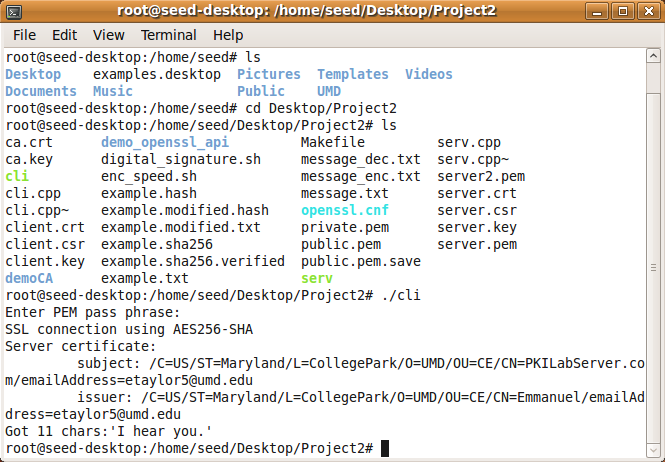 root@seed-desktop: /home/seed/Desktop/Project2
File Edit View Terminal Help
root@seed-desktop:/home/seed# ls
Desktop    examples.desktop  Pictures  Templates  Videos
Documents  Music             Public    UMD
root@seed-desktop:/home/seed# cd Desktop/Project2
root@seed-desktop:/home/seed/Desktop/Project2# ls
ca.crt      demo_openssl_api         Makefile         serv.cpp
ca.key      digital_signature.sh     message_dec.txt  serv.cpp~
cli         enc_speed.sh             message_enc.txt  server2.pem
cli.cpp     example.hash             message.txt      server.crt
cli.cpp~    example.modified.hash    openssl.cnf      server.csr
client.crt  example.modified.txt     private.pem      server.key
client.csr  example.sha256           public.pem       server.pem
client.key  example.sha256.verified  public.pem.save
demoCA      example.txt              serv
root@seed-desktop:/home/seed/Desktop/Project2# ./cli
Enter PEM pass phrase:
SSL connection using AES256-SHA
Server certificate:
         subject: /C=US/ST=Maryland/L=CollegePark/O=UMD/OU=CE/CN=PKILabServer.co
m/emailAddress=etaylor5@umd.edu
         issuer: /C=US/ST=Maryland/L=CollegePark/O=UMD/OU=CE/CN=Emmanuel/emailAd
dress=etaylor5@umd.edu
Got 11 chars:'I hear you.'
root@seed-desktop:/home/seed/Desktop/Project2#